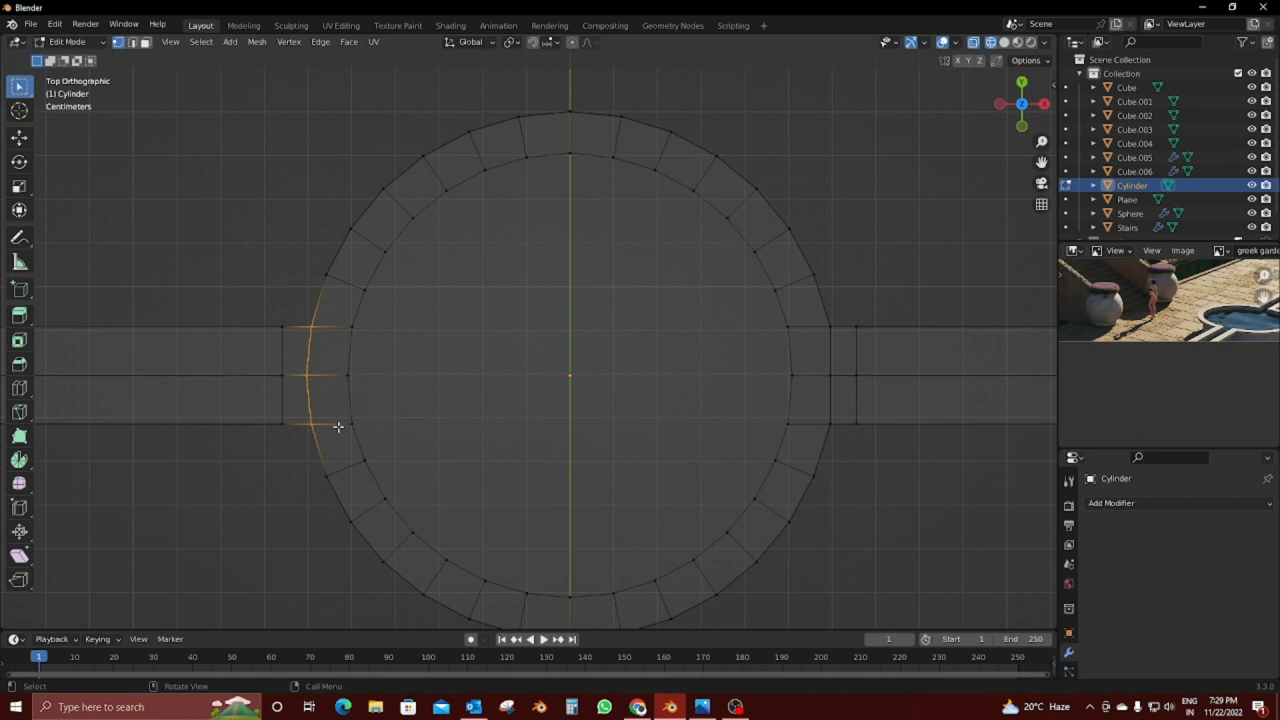 Blender
File Edit Render Window Help Layout Modeling Sculpting UV Editing Texture Paint Shading Animation Rendering Compositing Geometry Nodes Scripting + Scene ViewLayer
Edit Mode View Select Add Mesh Vertex Edge Face UV Global
X Y Z Options
Top Orthographic
(1) Cylinder
Centimeters
Y
Z X
Scene Collection
Collection
Cube
Cube.001
Cube.002
Cube.003
Cube.004
Cube.005
Cube.006
Cylinder
Plane
Sphere
Stairs
View View Image greek gard
Cylinder
Add Modifier
Playback Keying View Marker 1 Start 1 End 250
1 10 20 30 40 50 60 70 80 90 100 110 120 130 140 150 160 170 180 190 200 210 220 230 240 250
Select Rotate View Call Menu 3.3.0
Type here to search 20°C Haze ENG IN 7:29 PM 11/22/2022